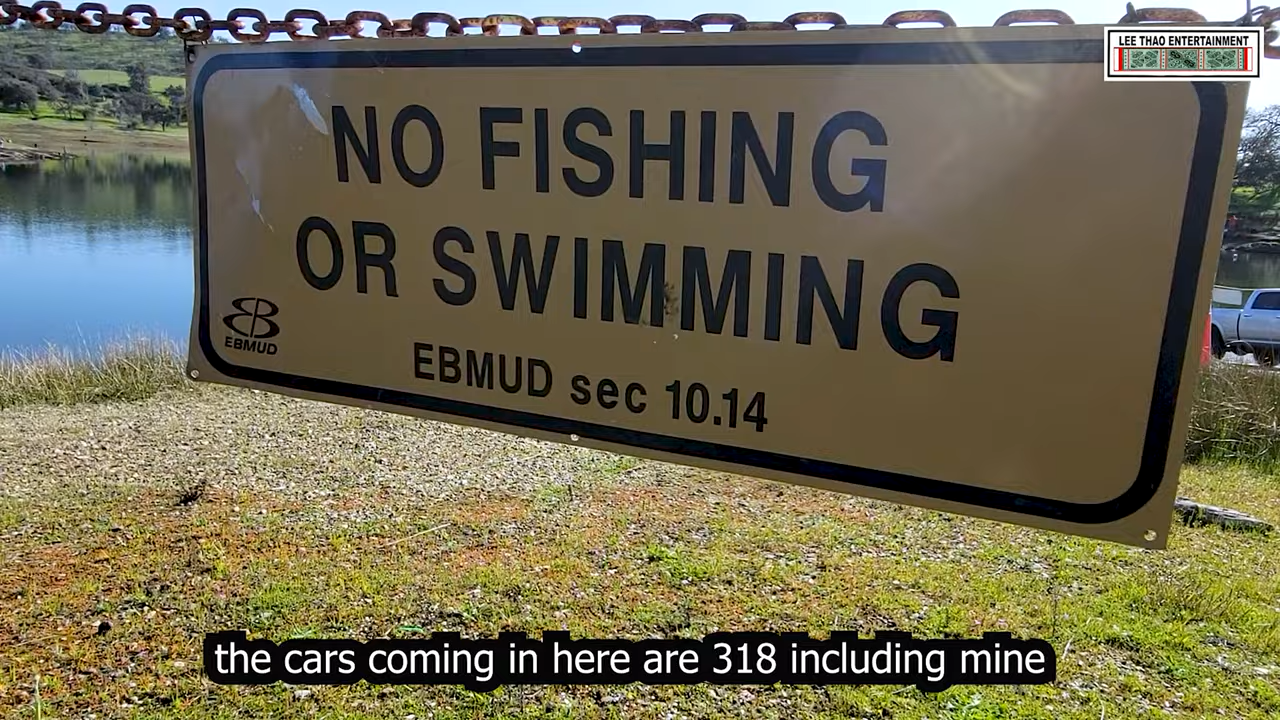 LEE THAO ENTERTAINMENT
NO FISHING
OR SWIMMING
EBMUD
EBMUD sec 10.14
the cars coming in here are 318 including mine